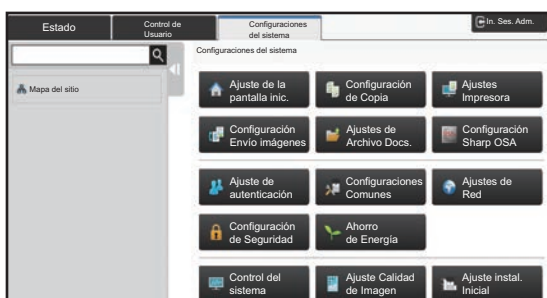 Estado
Control de
Usuario
Configuraciones
del sistema
In. Ses. Adm.
Configuraciones del sistema
Mapa del sitio
Ajuste de la
pantalla inic.
Configuración
de Copia
Ajustes
Impresora
Configuración
Envío imágenes
Ajustes de
Archivo Docs.
Configuración
Sharp OSA
Ajuste de
autenticación
Configuraciones
Comunes
Ajustes de
Red
Configuración
de Seguridad
Ahorro
de Energía
Control del
sistema
Ajuste Calidad
de Imagen
Ajuste instal.
Inicial